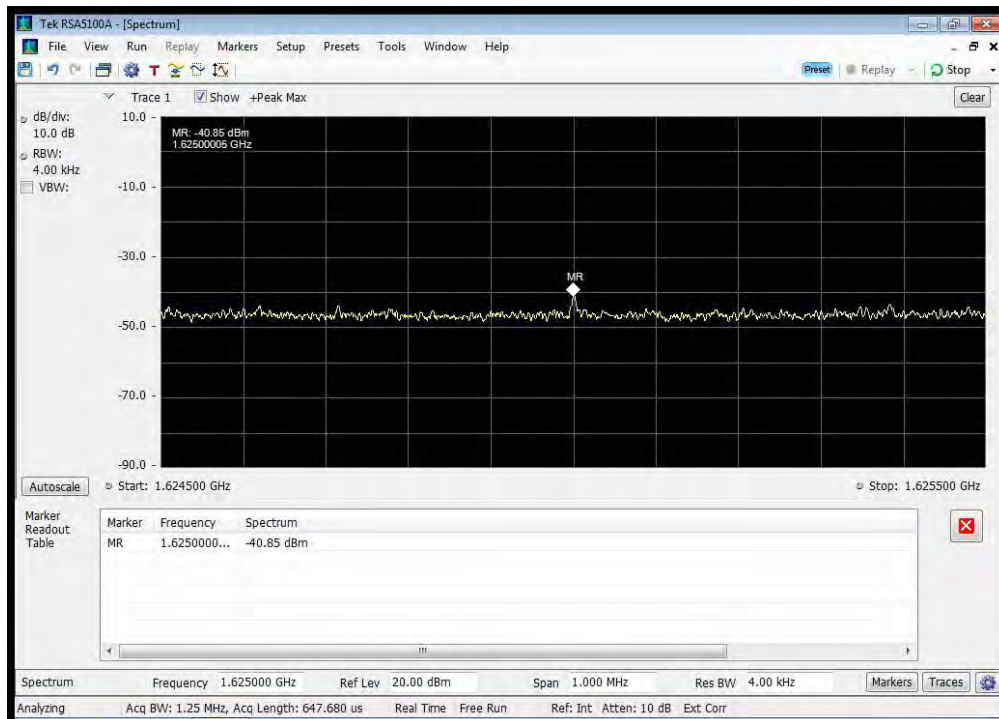 Tek RSA5100A - [Spectrum]
File View Run Replay Markers Setup Presets Tools Window Help
Preset Replay Stop
Trace 1 Show +Peak Max Clear
dB/div:
10.0 dB
RBW:
4.00 kHz
VBW:
10.0
MR: -40.85 dBm
1.62500005 GHz
-10.0
-30.0
MR
-50.0
-70.0
-90.0
Autoscale Start: 1.624500 GHz Stop: 1.625500 GHz
Marker Readout Table
Marker Frequency Spectrum
MR 1.6250000... -40.85 dBm
Spectrum Frequency 1.625000 GHz Ref Lev 20.00 dBm Span 1.000 MHz Res BW 4.00 kHz Markers Traces
Analyzing Acq BW: 1.25 MHz, Acq Length: 647.680 us Real Time Free Run Ref: Int Atten: 10 dB Ext Corr